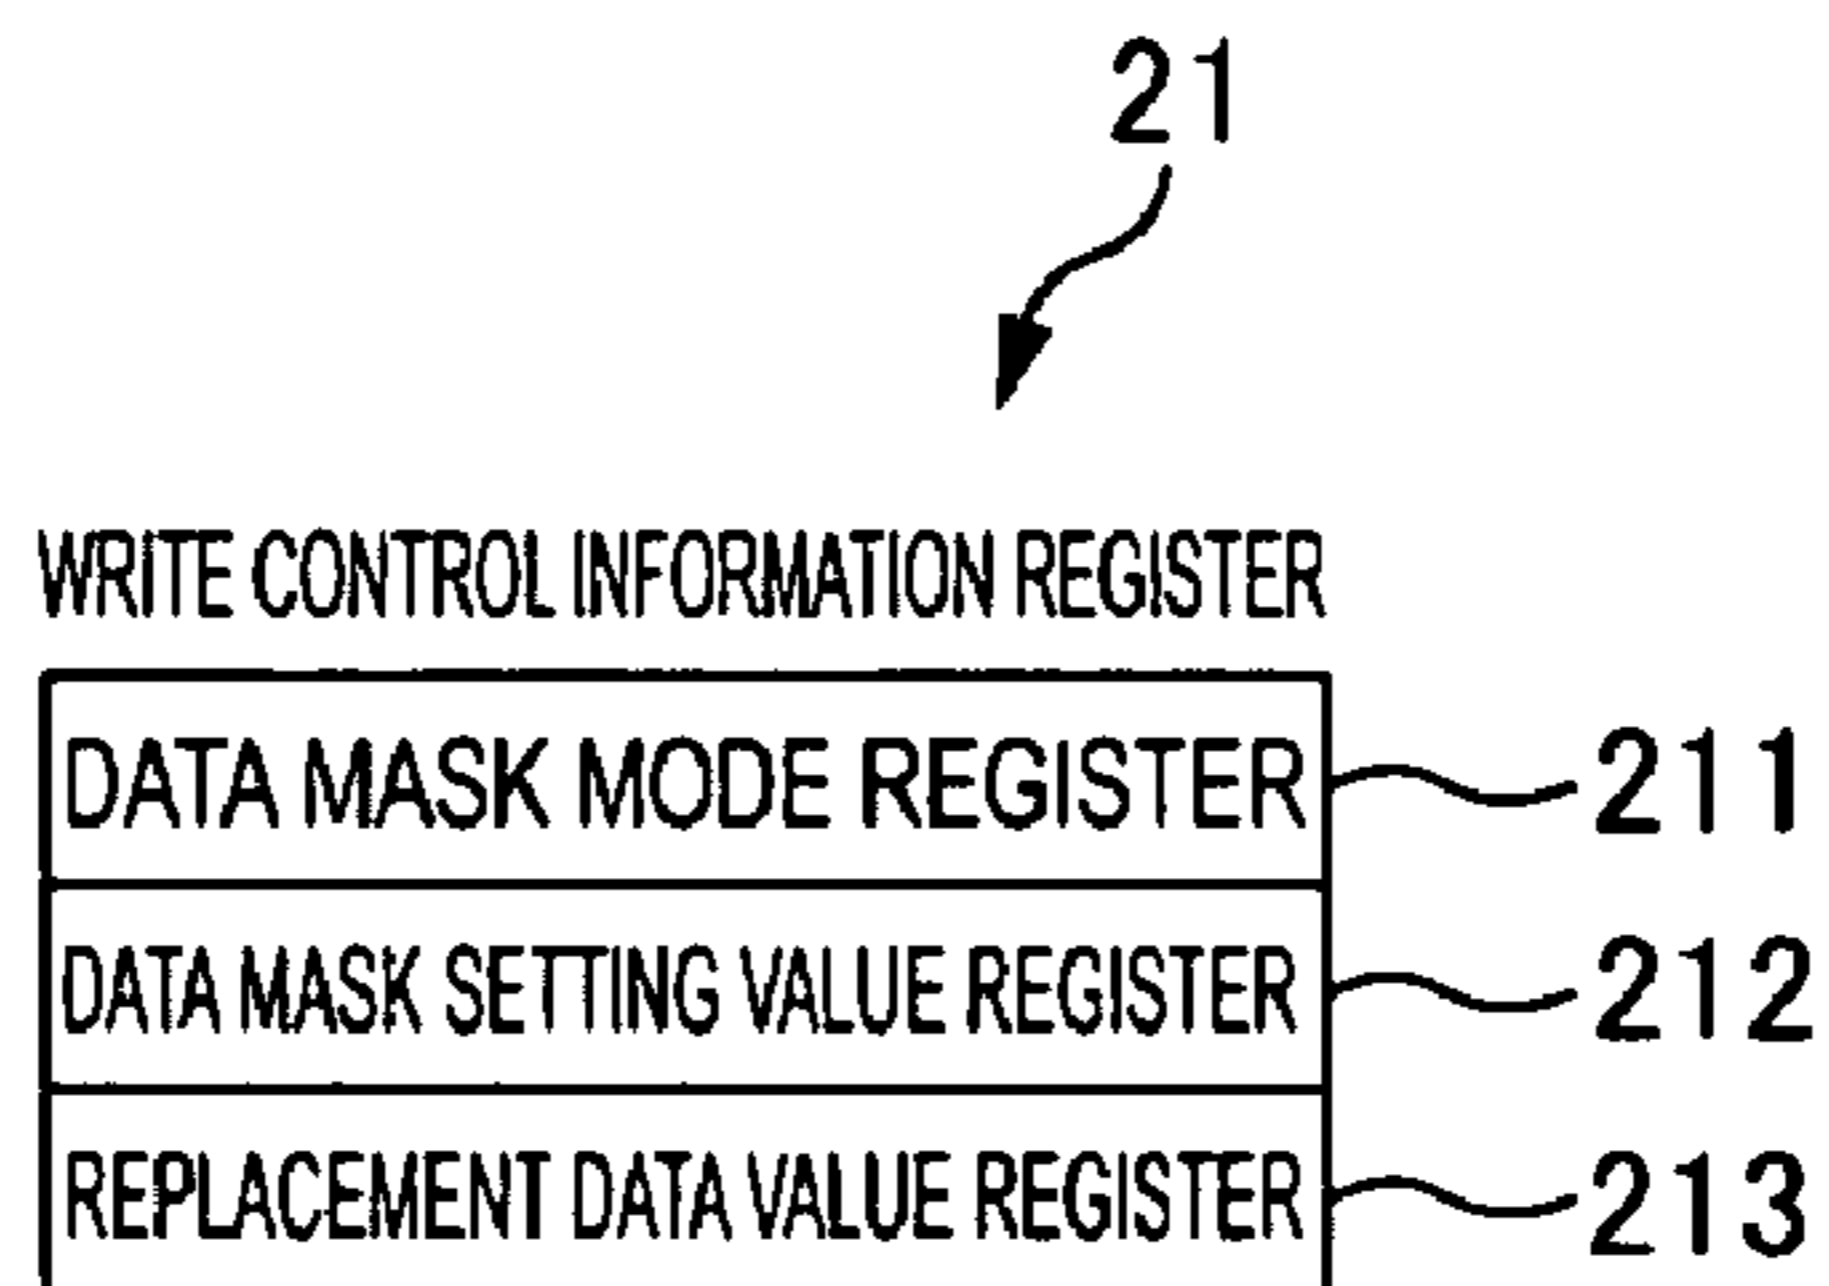 21
WRITE CONTROL INFORMATION REGISTER
DATA MASK MODE REGISTER 211
DATA MASK SETTING VALUE REGISTER 212
REPLACEMENT DATA VALUE REGISTER 213